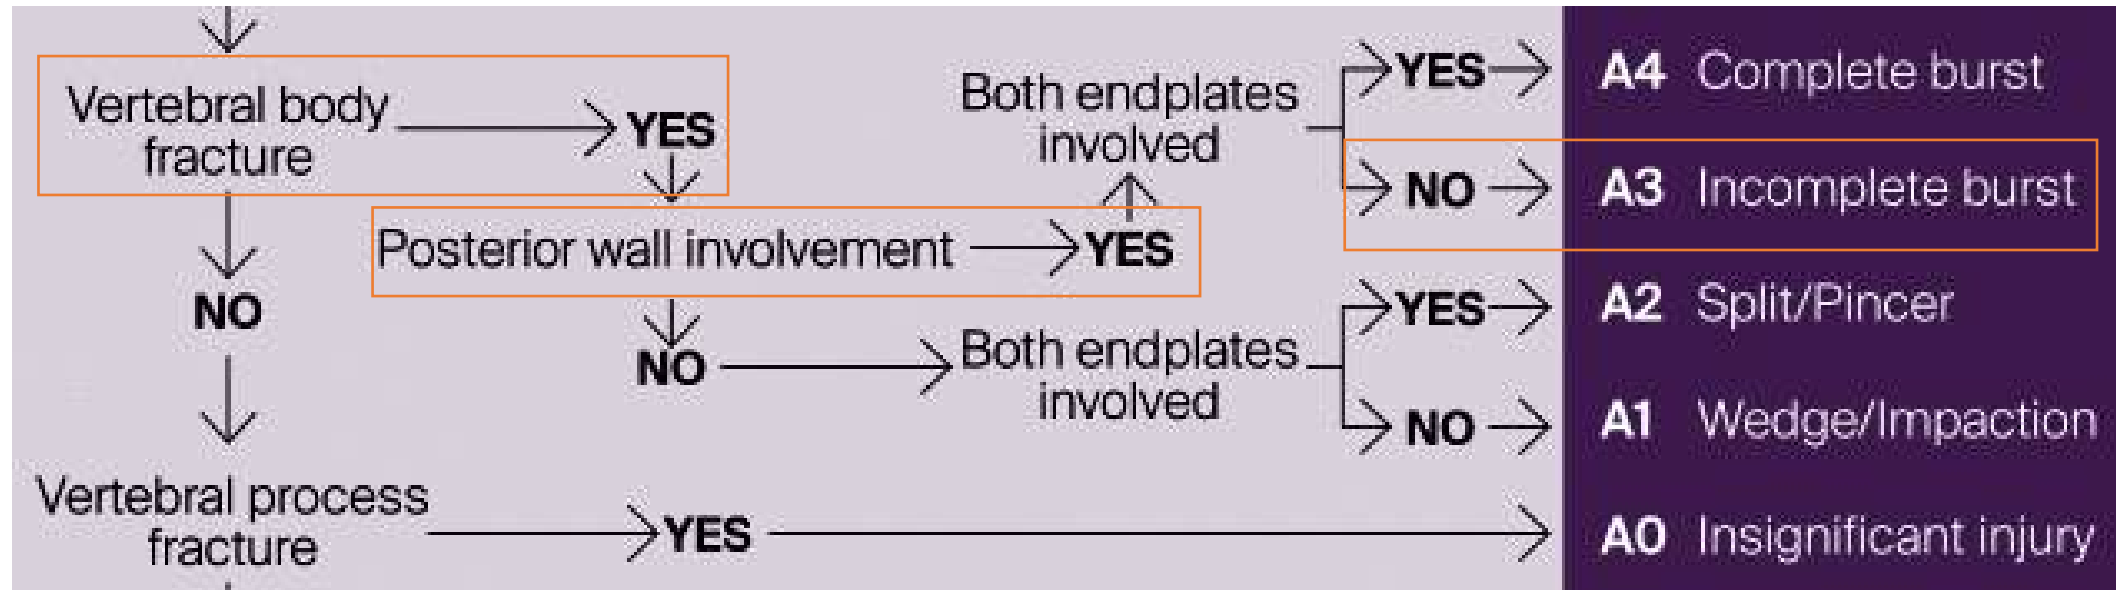 Vertebral body
fracture
YES
Both endplates
involved
YES
A4 Complete burst
NO
A3 Incomplete burst
Posterior wall involvement
YES
NO
NO
Both endplates
involved
YES
A2 Split/Pincer
NO
A1 Wedge/Impaction
Vertebral process
fracture
YES
A0 Insignificant injury